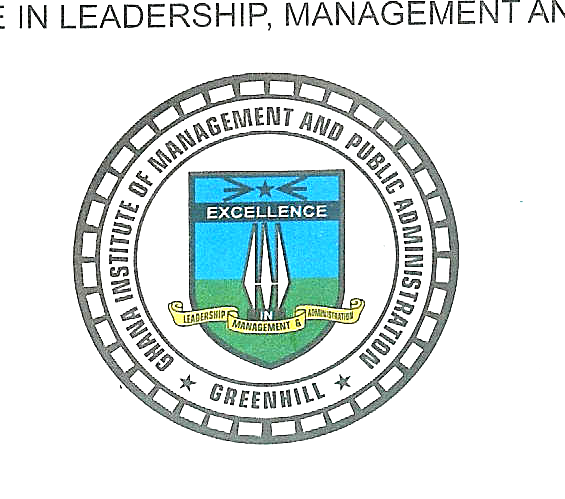 E IN LEADERSHIP, MANAGEMENT AN
GHANA INSTITUTE OF MANAGEMENT AND PUBLIC ADMINISTRATION
EXCELLENCE
IN
LEADERSHIP MANAGEMENT & ADMINISTRATION
★ GREENHILL ★